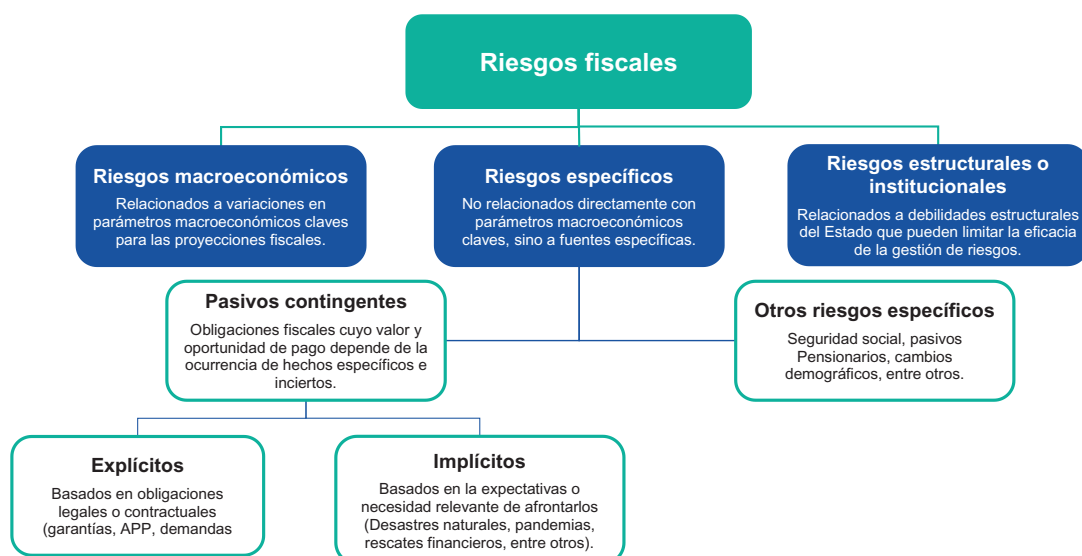 Riesgos fiscales
Riesgos macroeconómicos
Relacionados a variaciones en
parámetros macroeconómicos claves
para las proyecciones fiscales.
Riesgos específicos
No relacionados directamente con
parámetros macroeconómicos
claves, sino a fuentes específicas.
Riesgos estructurales o
institucionales
Relacionados a debilidades estructurales
del Estado que pueden limitar la eficacia
de la gestión de riesgos.
Pasivos contingentes
Obligaciones fiscales cuyo valor y
oportunidad de pago depende de la
ocurrencia de hechos específicos e
inciertos.
Otros riesgos específicos
Seguridad social, pasivos
Pensionarios, cambios
demográficos, entre otros.
Explícitos
Basados en obligaciones
legales o contractuales
(garantías, APP, demandas
Implícitos
Basados en la expectativas o
necesidad relevante de afrontarlos
(Desastres naturales, pandemias,
rescates financieros, entre otros).